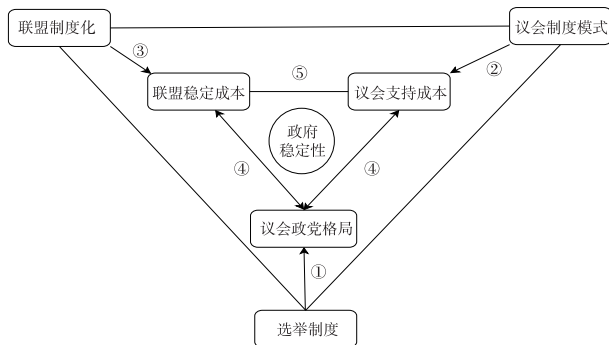 联盟制度化
议会制度模式
③
②
⑤
联盟稳定成本
议会支持成本
政府
稳定性
④
④
议会政党格局
①
选举制度